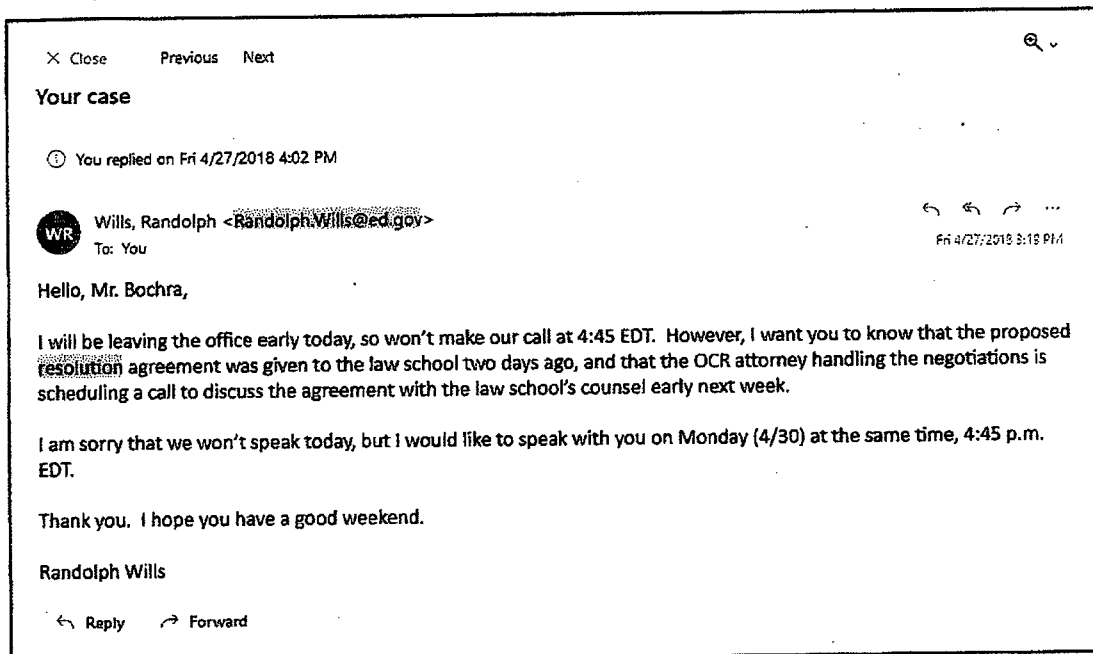 × Close Previous Next
Your case
You replied on Fri 4/27/2018 4:02 PM
WR
Wills, Randolph <Randolph.Wills@ed.gov>
To: You
Fri 4/27/2018 3:19 PM
Hello, Mr. Bochra,
I will be leaving the office early today, so won't make our call at 4:45 EDT. However, I want you to know that the proposed
resolution agreement was given to the law school two days ago, and that the OCR attorney handling the negotiations is
scheduling a call to discuss the agreement with the law school's counsel early next week.
I am sorry that we won't speak today, but I would like to speak with you on Monday (4/30) at the same time, 4:45 p.m.
EDT.
Thank you. I hope you have a good weekend.
Randolph Wills
Reply Forward